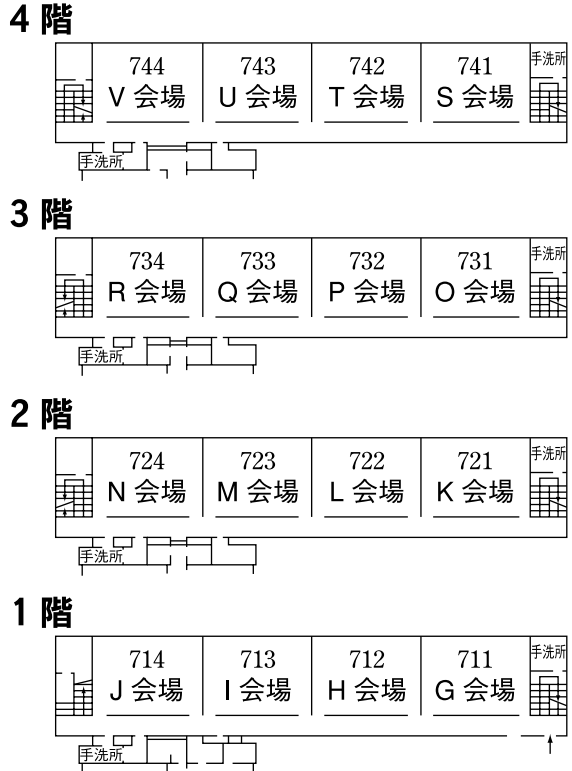 4 階
手洗所
744 743 742 741
V 会場 U 会場 T 会場 S 会場
手洗所
3 階
手洗所
734 733 732 731
R 会場 Q 会場 P 会場 O 会場
手洗所
2 階
手洗所
724 723 722 721
N 会場 M 会場 L 会場 K 会場
手洗所
1 階
手洗所
714 713 712 711
J 会場 I 会場 H 会場 G 会場
手洗所